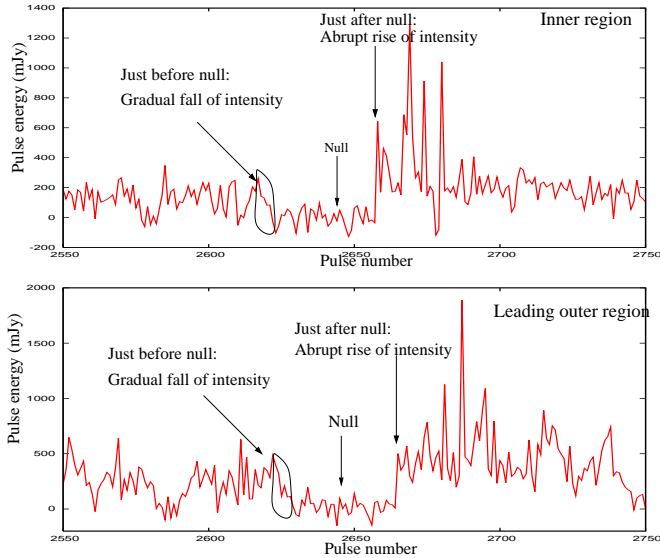 1400
1200
1000
800
600
400
200
0
-200
Pulse energy (mJy)
Just after null:
Abrupt rise of intensity
Inner region
Just before null:
Gradual fall of intensity
Null
2550
2600
2650
2700
2750
Pulse number
2000
1500
1000
500
0
Pulse energy (mJy)
Leading outer region
Just after null:
Abrupt rise of intensity
Just before null:
Gradual fall of intensity
Null
2550
2600
2650
2700
2750
Pulse number